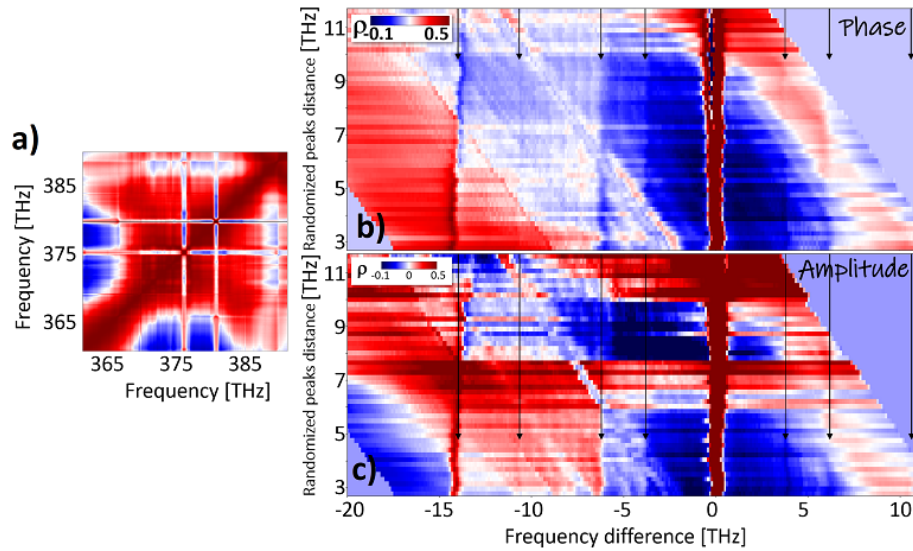 a)
385
375
365
365 375 385
Frequency [THz]
Frequency [THz]
ρ
-0.1 0.5
Phase
11
9
7
5
3
Randomized peaks distance [THz]
b)
ρ
-0.1 0 0.5
Amplitude
11
9
7
5
3
Randomized peaks distance [THz]
c)
-20 -15 -10 -5 0 5 10
Frequency difference [THz]